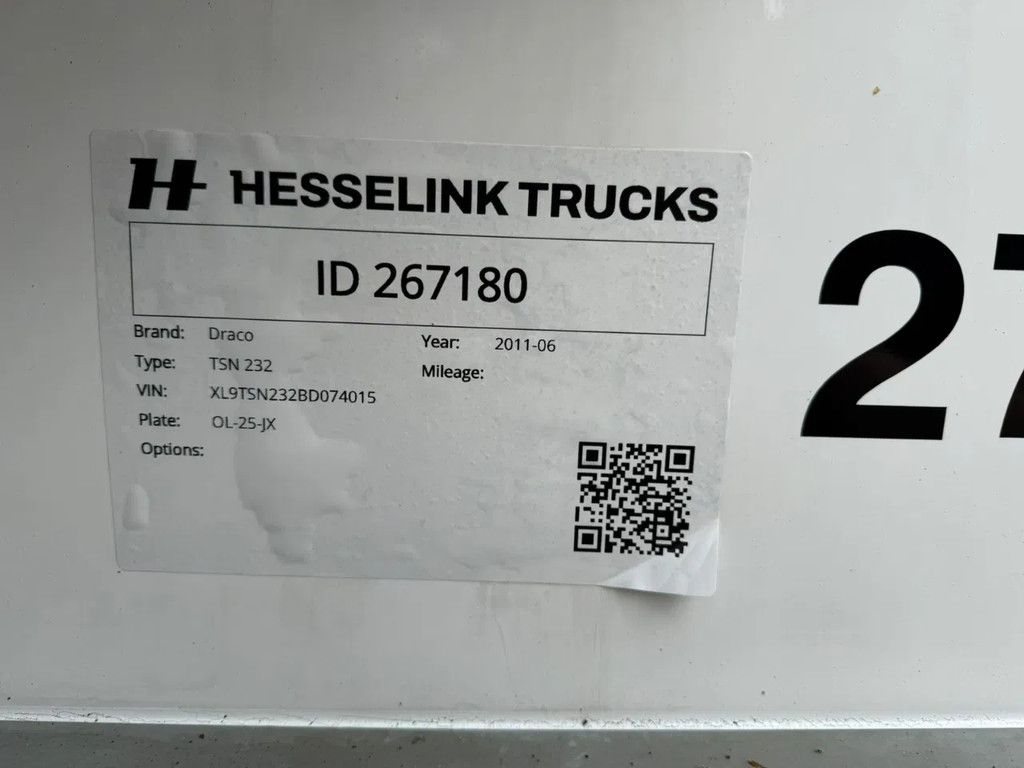 H HESSELINK TRUCKS
ID 267180
Brand: Draco
Type: TSN 232
VIN: XL9TSN232BD074015
Plate: OL-25-JX
Options:
Year: 2011-06
Mileage:
27